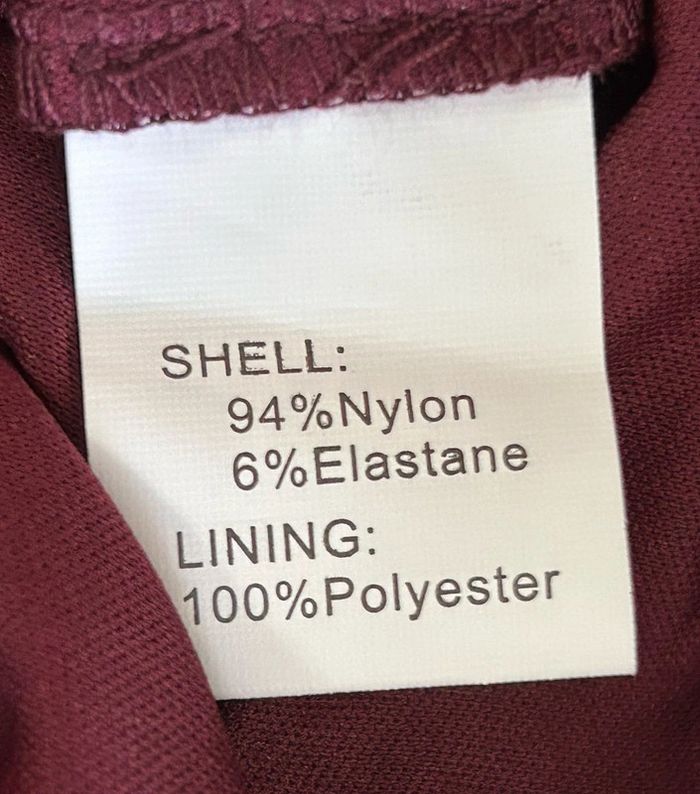 SHELL:
94%Nylon
6%Elastane
LINING:
100%Polyester